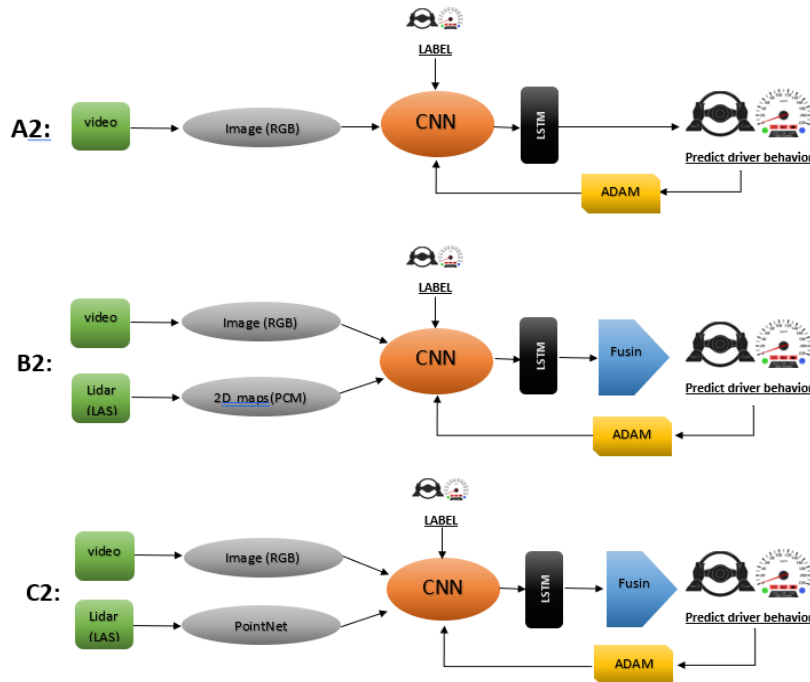 LABEL
A2:
video
Image (RGB)
CNN
LSTM
Predict driver behavior
ADAM
LABEL
B2:
video
Image (RGB)
Lidar
(LAS)
2D maps(PCM)
CNN
LSTM
Fusin
Predict driver behavior
ADAM
LABEL
C2:
video
Image (RGB)
Lidar
(LAS)
PointNet
CNN
LSTM
Fusin
Predict driver behavior
ADAM